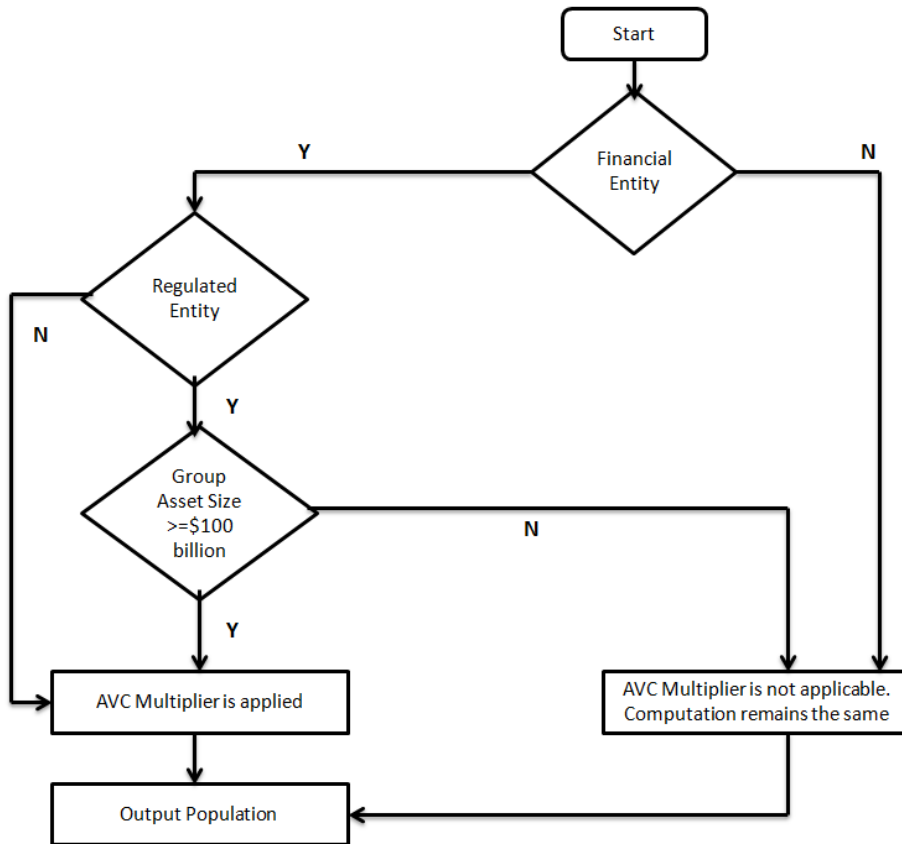 Start
Financial
Entity
Y
N
Regulated
Entity
N
Y
Group
Asset Size
>=$100
billion
N
Y
AVC Multiplier is applied
AVC Multiplier is not applicable.
Computation remains the same
Output Population